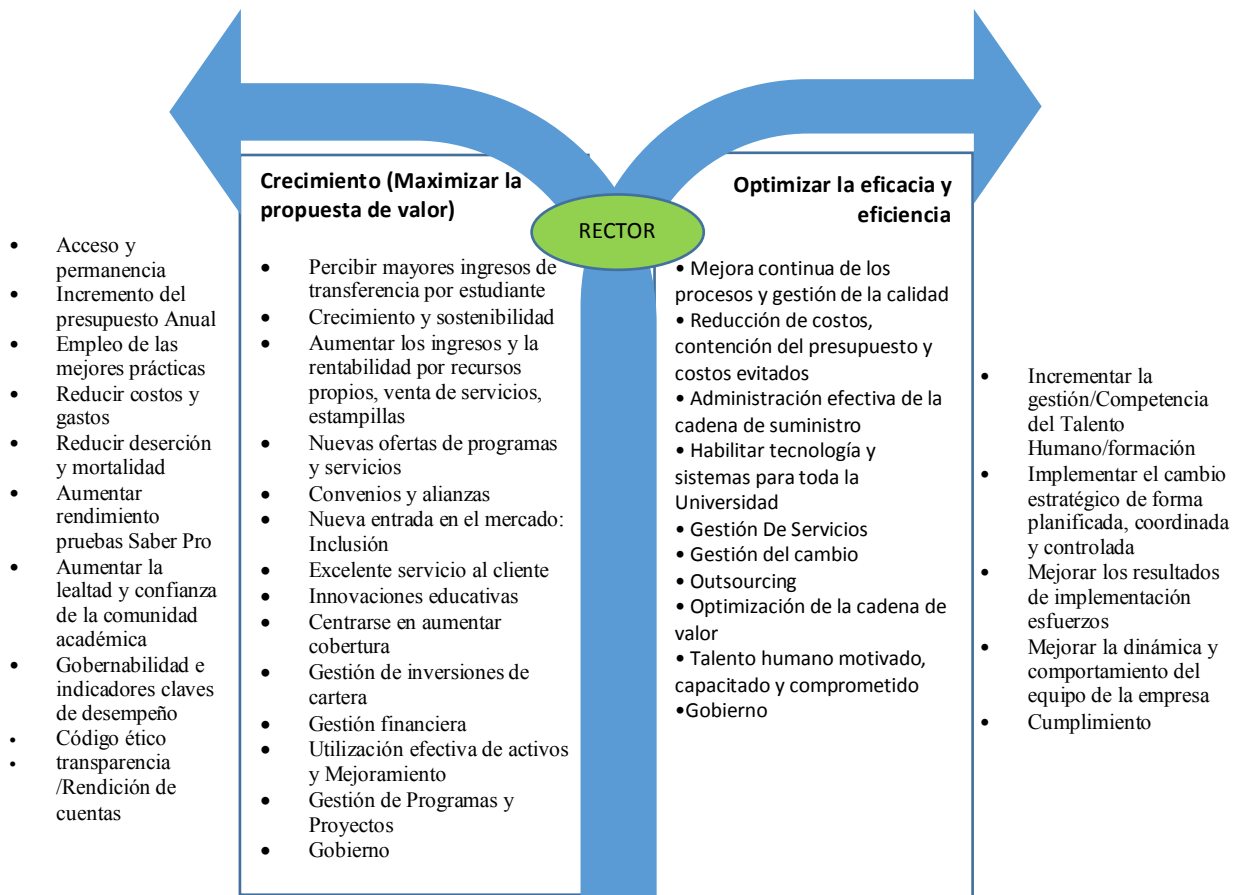 RECTOR
• Acceso y
permanencia
• Incremento del
presupuesto Anual
• Empleo de las
mejores prácticas
• Reducir costos y
gastos
• Reducir deserción
y mortalidad
• Aumentar
rendimiento
pruebas Saber Pro
• Aumentar la
lealtad y confianza
de la comunidad
académica
• Gobernabilidad e
indicadores claves
de desempeño
• Código ético
• transparencia
/Rendición de
cuentas
Crecimiento (Maximizar la
propuesta de valor)
• Percibir mayores ingresos de
transferencia por estudiante
• Crecimiento y sostenibilidad
• Aumentar los ingresos y la
rentabilidad por recursos
propios, venta de servicios,
estampillas
• Nuevas ofertas de programas
y servicios
• Convenios y alianzas
• Nueva entrada en el mercado:
Inclusión
• Excelente servicio al cliente
• Innovaciones educativas
• Centrarse en aumentar
cobertura
• Gestión de inversiones de
cartera
• Gestión financiera
• Utilización efectiva de activos
y Mejoramiento
• Gestión de Programas y
Proyectos
• Gobierno
Optimizar la eficacia y
eficiencia
• Mejora continua de los
procesos y gestión de la calidad
• Reducción de costos,
contención del presupuesto y
costos evitados
• Administración efectiva de la
cadena de suministro
• Habilitar tecnología y
sistemas para toda la
Universidad
• Gestión De Servicios
• Gestión del cambio
• Outsourcing
• Optimización de la cadena de
valor
• Talento humano motivado,
capacitado y comprometido
•Gobierno
• Incrementar la
gestión/Competencia
del Talento
Humano/formación
• Implementar el cambio
estratégico de forma
planificada, coordinada
y controlada
• Mejorar los resultados
de implementación
esfuerzos
• Mejorar la dinámica y
comportamiento del
equipo de la empresa
• Cumplimiento